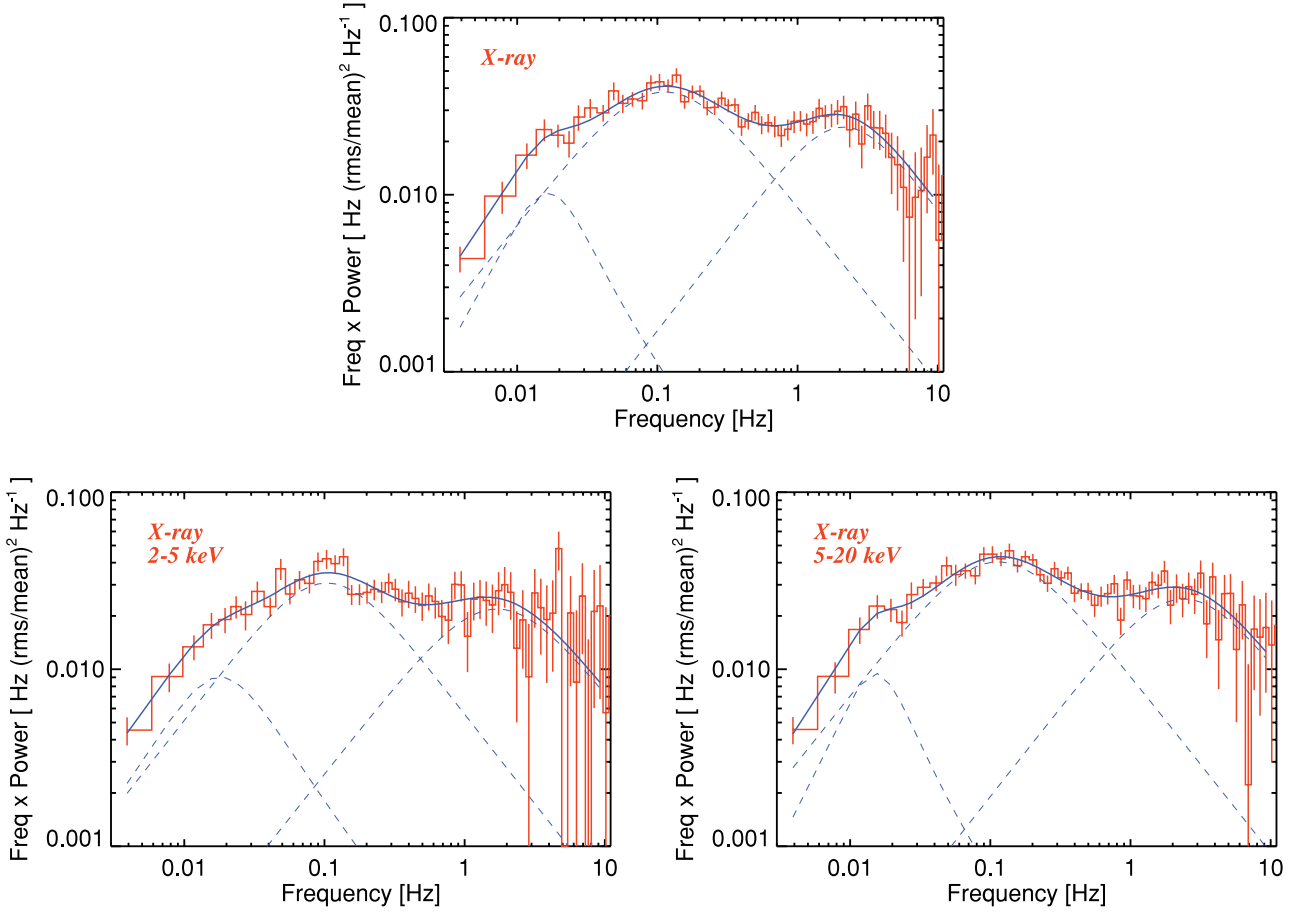 0.100
X-ray
0.010
0.001
Freq x Power [ Hz (rms/mean)² Hz⁻¹ ]
0.01 0.1 1 10
Frequency [Hz]
0.100
X-ray
2-5 keV
0.010
0.001
Freq x Power [ Hz (rms/mean)² Hz⁻¹ ]
0.01 0.1 1 10
Frequency [Hz]
0.100
X-ray
5-20 keV
0.010
0.001
Freq x Power [ Hz (rms/mean)² Hz⁻¹ ]
0.01 0.1 1 10
Frequency [Hz]